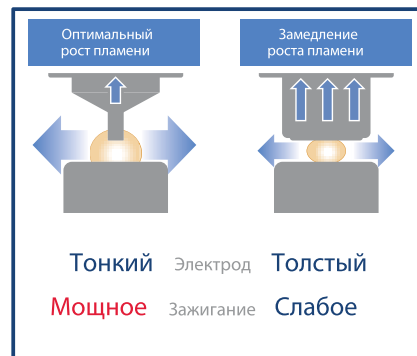 Оптимальный
рост пламени
Замедление
роста пламени
Тонкий Электрод Толстый
Мощное Зажигание Слабое